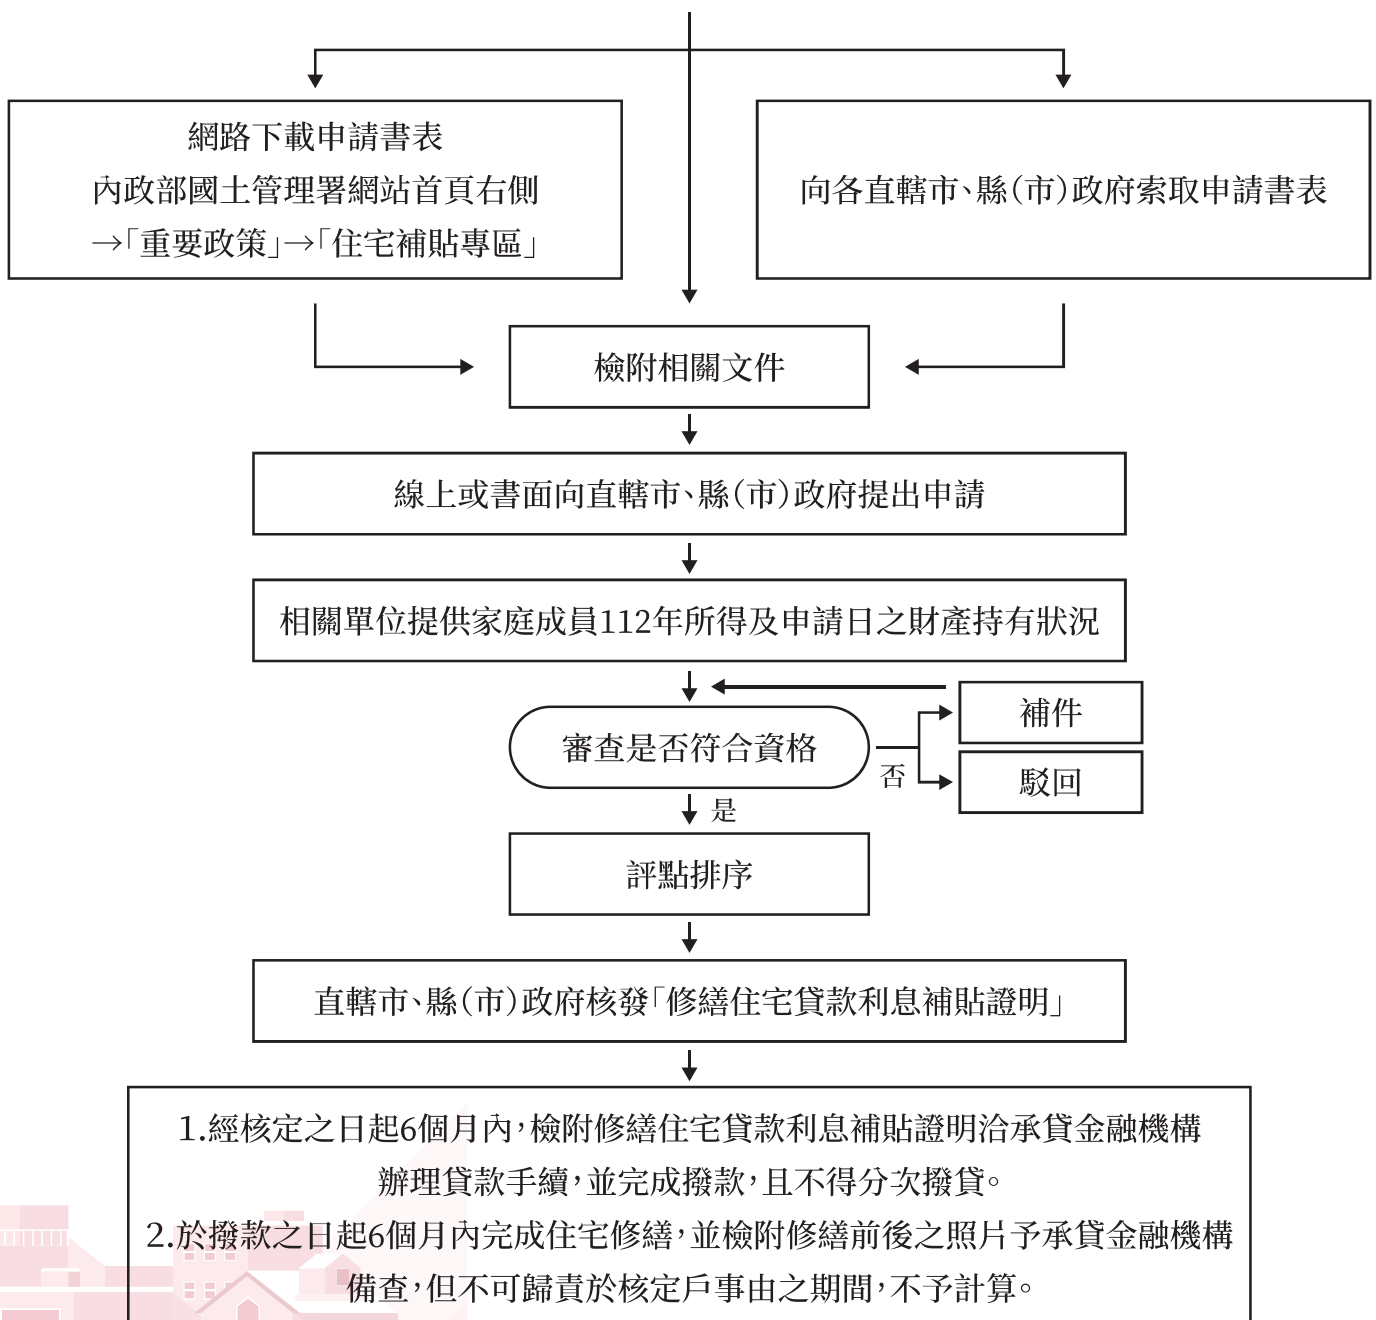 網路下載申請書表
內政部國土管理署網站首頁右側
→「重要政策」→「住宅補貼專區」
向各直轄市、縣(市)政府索取申請書表
檢附相關文件
線上或書面向直轄市、縣(市)政府提出申請
相關單位提供家庭成員112年所得及申請日之財產持有狀況
審查是否符合資格
補件
否
駁回
是
評點排序
直轄市、縣(市)政府核發「修繕住宅貸款利息補貼證明」
1.經核定之日起6個月內,檢附修繕住宅貸款利息補貼證明洽承貸金融機構
辦理貸款手續,並完成撥款,且不得分次撥貸。
2.於撥款之日起6個月內完成住宅修繕,並檢附修繕前後之照片予承貸金融機構
備查,但不可歸責於核定戶事由之期間,不予計算。